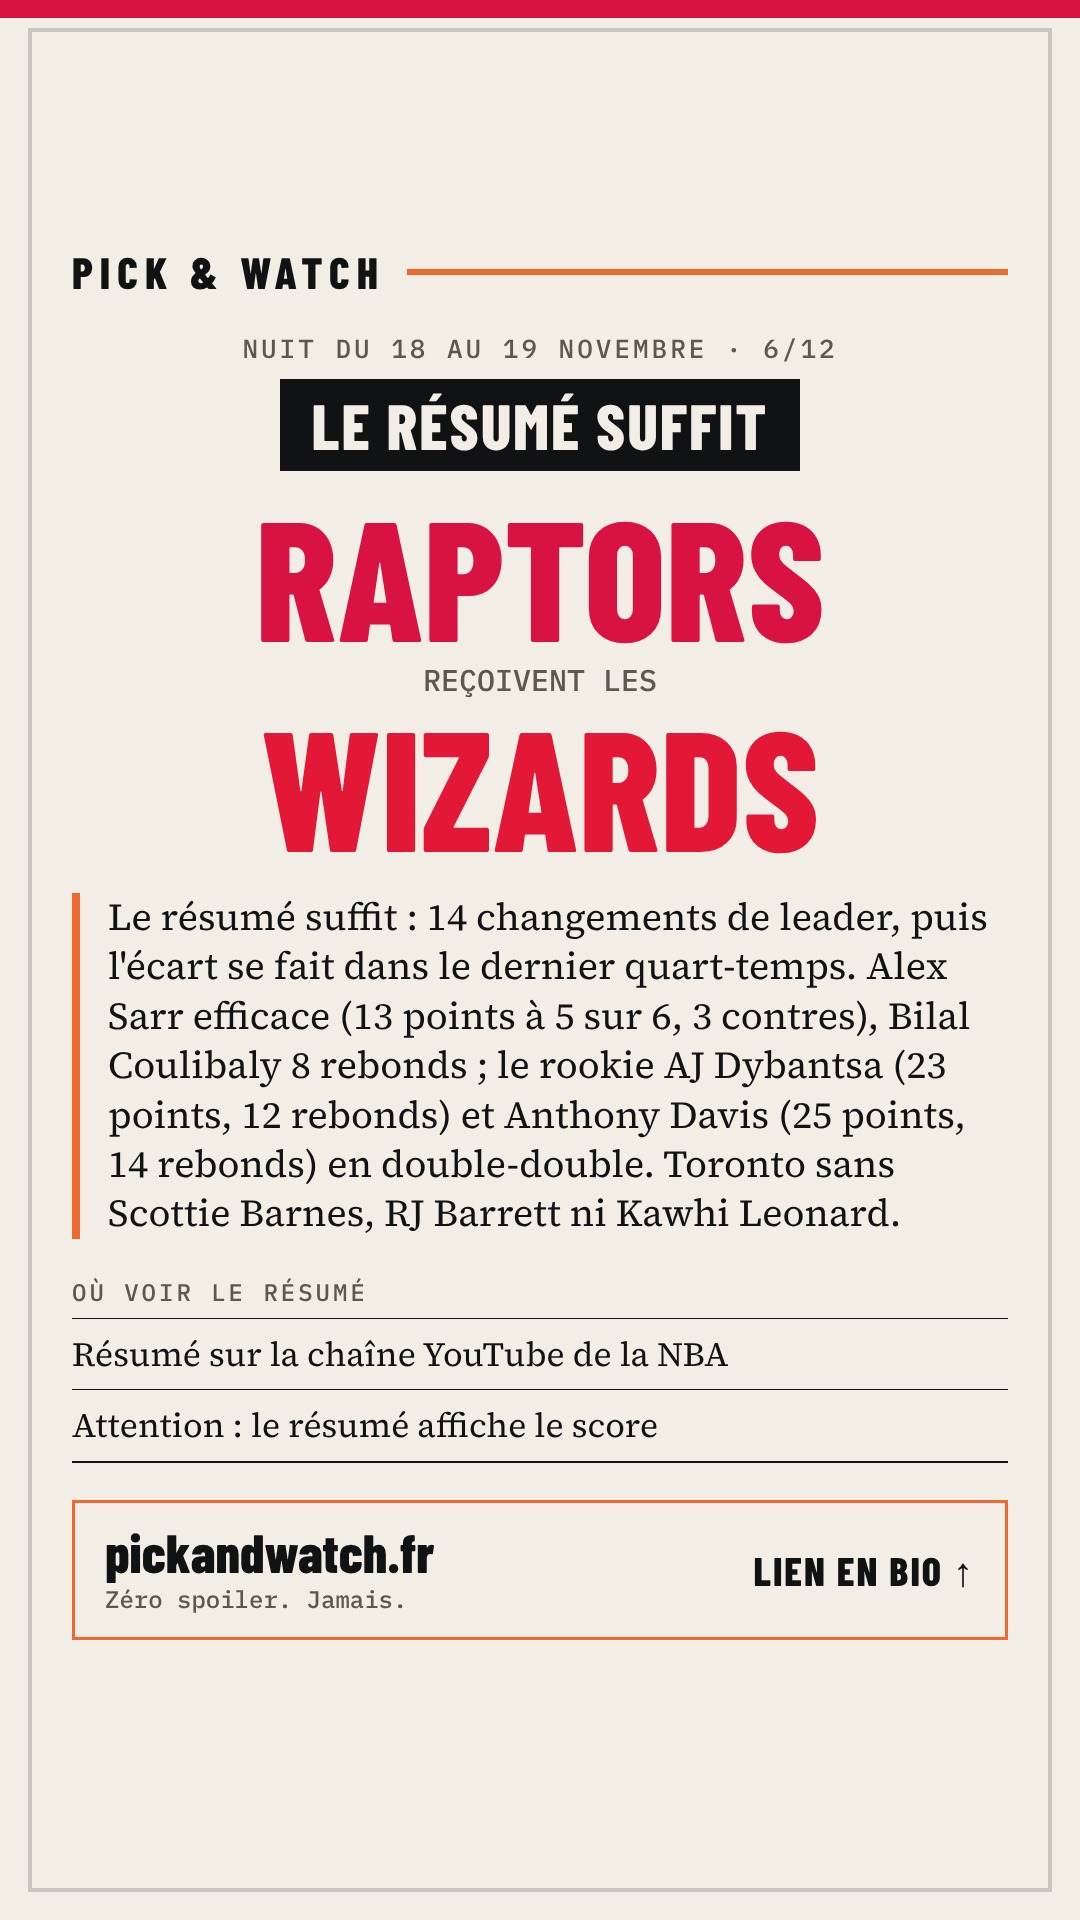 PICK & WATCH
NUIT DU 18 AU 19 NOVEMBRE · 6/12
LE RÉSUMÉ SUFFIT
RAPTORS
REÇOIVENT LES
WIZARDS
Le résumé suffit : 14 changements de leader, puis
l'écart se fait dans le dernier quart-temps. Alex
Sarr efficace (13 points à 5 sur 6, 3 contres), Bilal
Coulibaly 8 rebonds ; le rookie AJ Dybantsa (23
points, 12 rebonds) et Anthony Davis (25 points,
14 rebonds) en double-double. Toronto sans
Scottie Barnes, RJ Barrett ni Kawhi Leonard.
OÙ VOIR LE RÉSUMÉ
Résumé sur la chaîne YouTube de la NBA
Attention : le résumé affiche le score
pickandwatch.fr
Zéro spoiler. Jamais.
LIEN EN BIO ↑